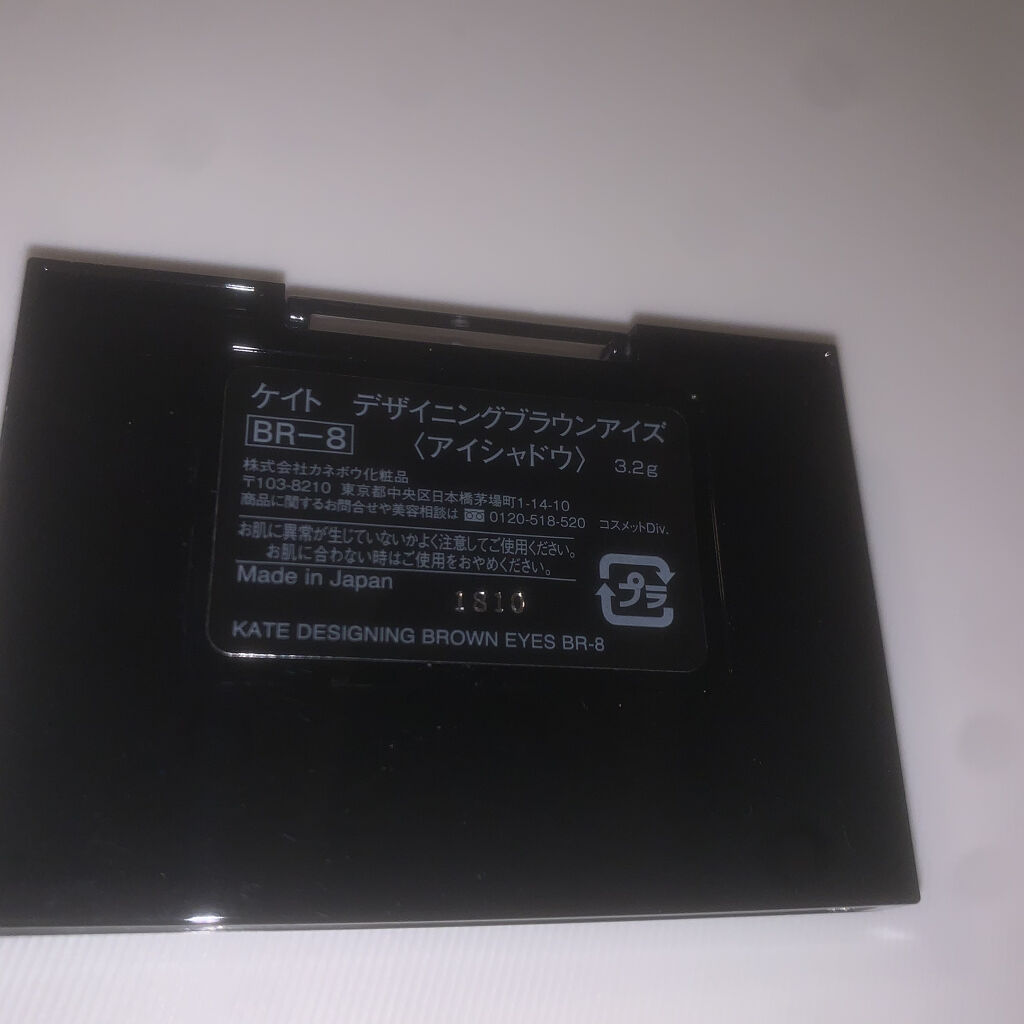 ケイト デザイニングブラウンアイズ
BR-8 〈アイシャドウ〉 3.2g
株式会社カネボウ化粧品
〒103-8210 東京都中央区日本橋茅場町1-14-10
商品に関するお問合せや美容相談は 0120-518-520 コスメットDiv.
お肌に異常が生じていないかよく注意してご使用ください。
お肌に合わない時はご使用をおやめください。
Made in Japan
プラ
1810
KATE DESIGNING BROWN EYES BR-8